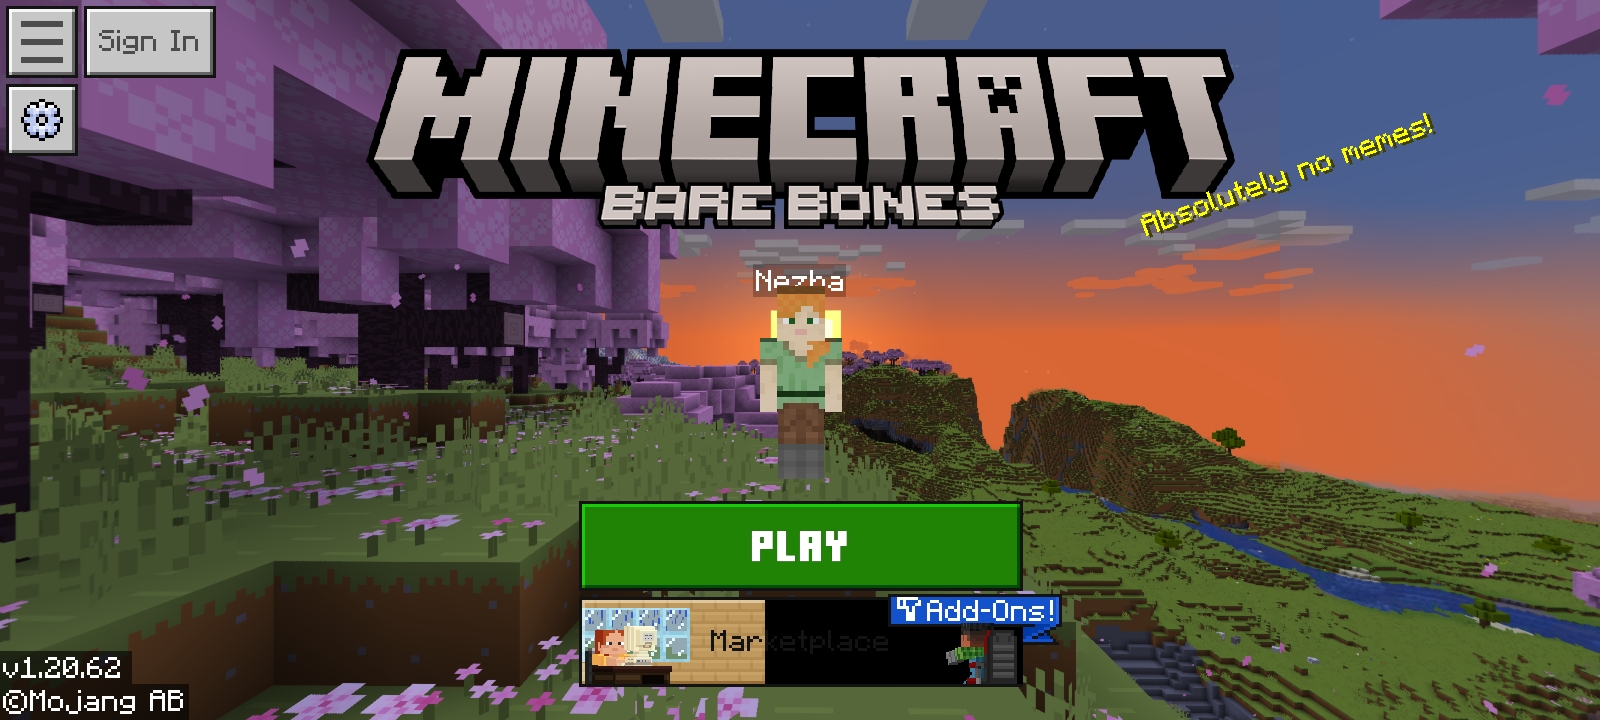 Sign In
MINECRAFT
BARE BONES
Absolutely no memes!
Nezha
PLAY
Add-Ons!
Marketplace
v1.20.62
©Mojang AB